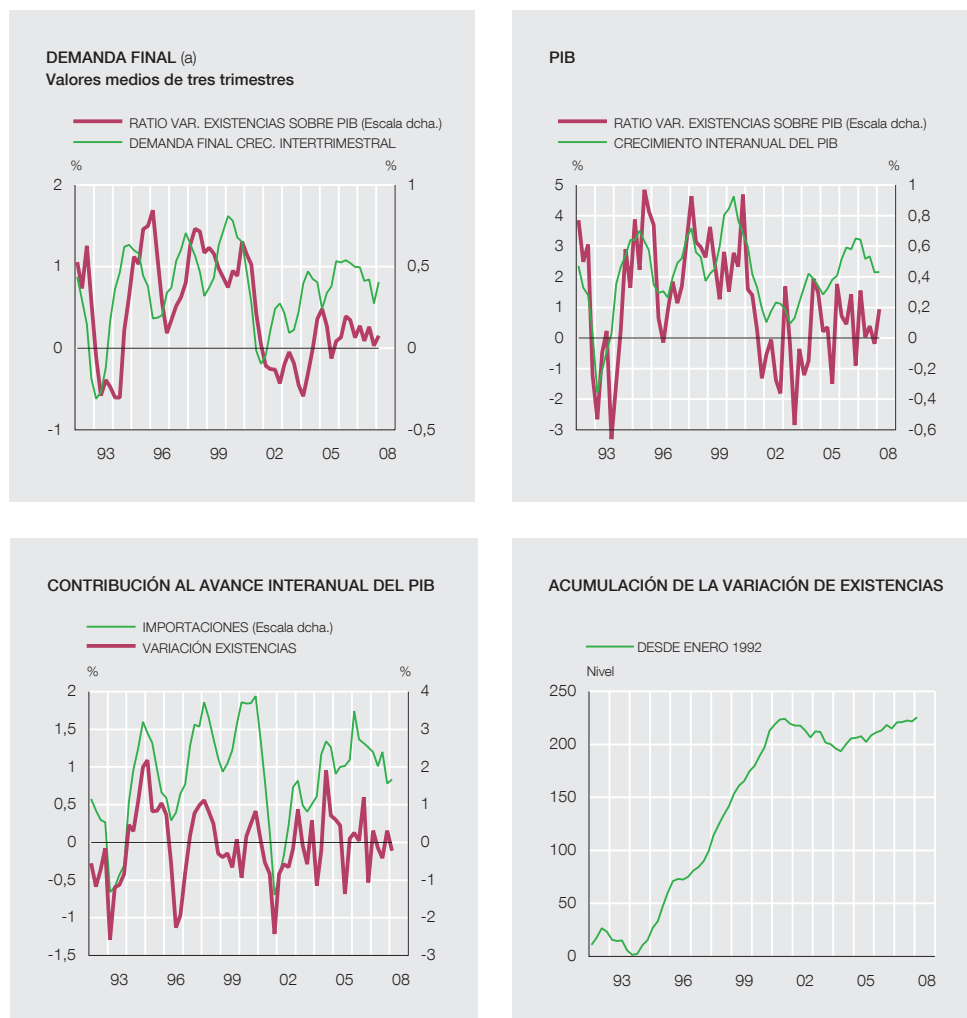 DEMANDA FINAL (a)
Valores medios de tres trimestres
RATIO VAR. EXISTENCIAS SOBRE PIB (Escala dcha.)
DEMANDA FINAL CREC. INTERTRIMESTRAL
% %
2 1
1 0,5
0 0
-1 -0,5
93 96 99 02 05 08
PIB
RATIO VAR. EXISTENCIAS SOBRE PIB (Escala dcha.)
CRECIMIENTO INTERANUAL DEL PIB
% %
5 1
4 0,8
3 0,6
2 0,4
1 0,2
0 0
-1 -0,2
-2 -0,4
-3 -0,6
93 96 99 02 05 08
CONTRIBUCIÓN AL AVANCE INTERANUAL DEL PIB
IMPORTACIONES (Escala dcha.)
VARIACIÓN EXISTENCIAS
% %
2 4
1,5 3
1 2
0,5 1
0 0
-0,5 -1
-1 -2
-1,5 -3
93 96 99 02 05 08
ACUMULACIÓN DE LA VARIACIÓN DE EXISTENCIAS
DESDE ENERO 1992
Nivel
250
200
150
100
50
0
93 96 99 02 05 08